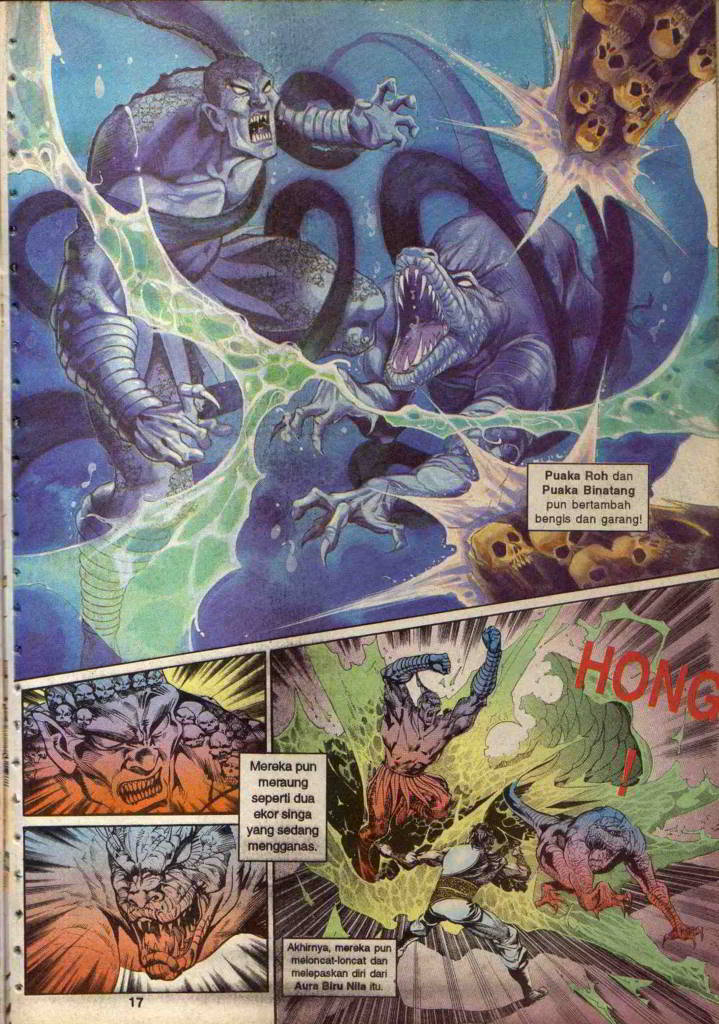 Puaka Roh dan
Puaka Binatang
pun bertambah
bengis dan garang!
HONG
!
Mereka pun
meraung
seperti dua
ekor singa
yang sedang
mengganas.
Akhirnya, mereka pun
meloncat-loncat dan
melepaskan diri dari
Aura Biru Nila itu.
17